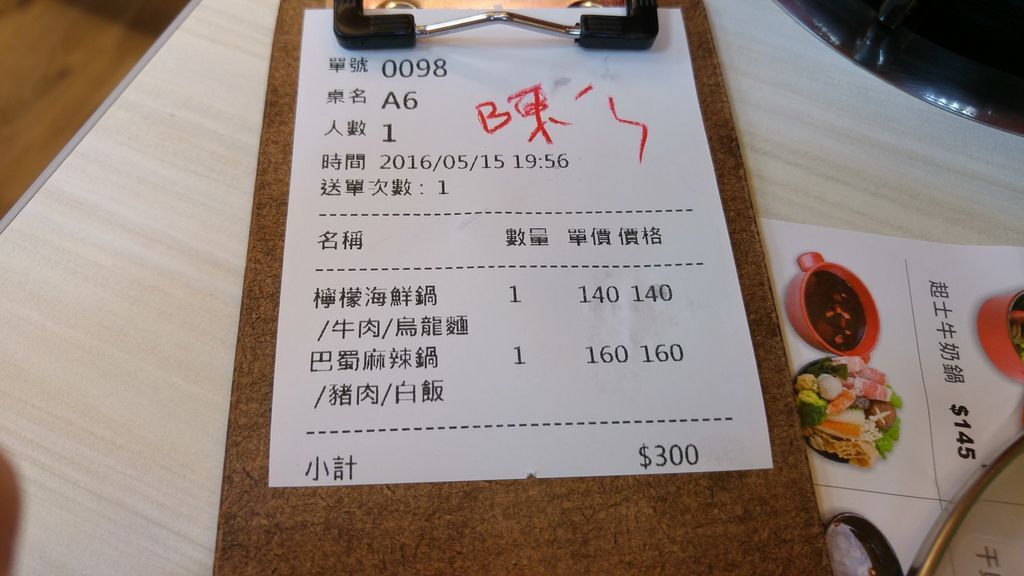 單號 0098
桌名 A6
人數 1
時間 2016/05/15 19:56
送單次數: 1
名稱 數量 單價 價格
檸檬海鮮鍋 1 140 140
/牛肉/烏龍麵
巴蜀麻辣鍋 1 160 160
/豬肉/白飯
小計 $300
起士牛奶鍋 $145